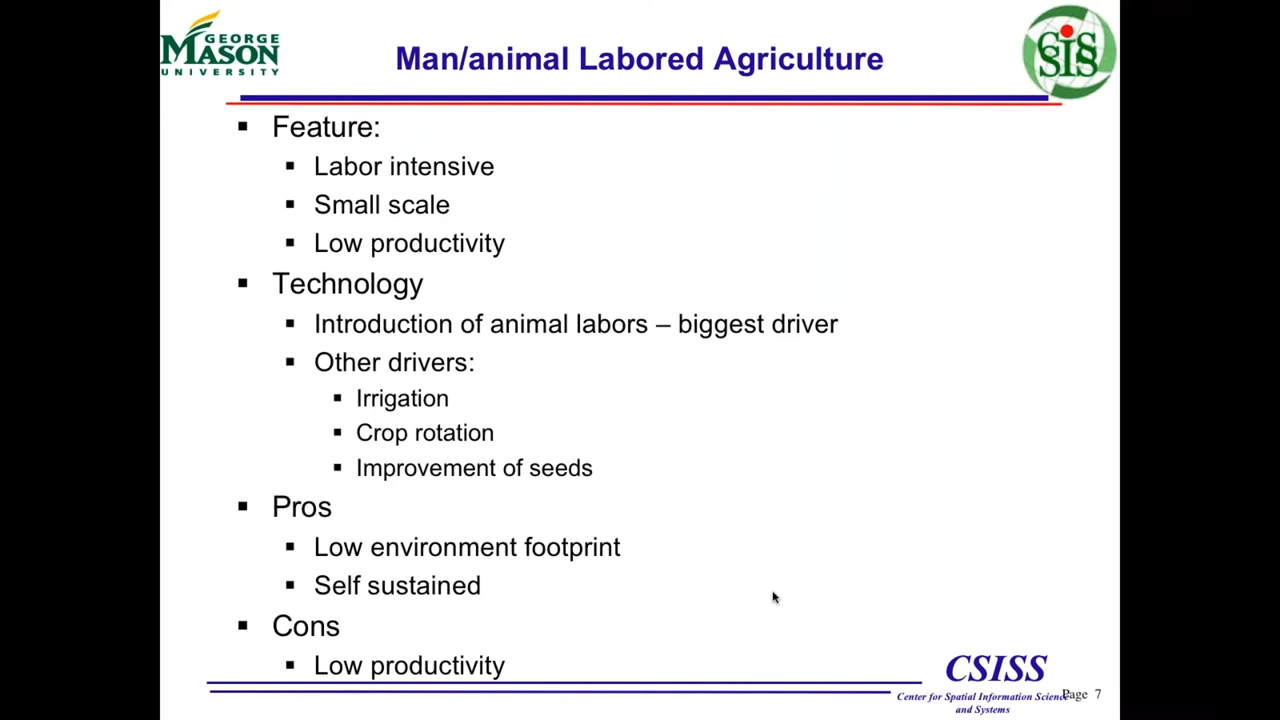 GEORGE
MASON
UNIVERSITY
Man/animal Labored Agriculture
GIS
SIS
Feature:
Labor intensive
Small scale
Low productivity
Technology
Introduction of animal labors – biggest driver
Other drivers:
Irrigation
Crop rotation
Improvement of seeds
Pros
Low environment footprint
Self sustained
Cons
Low productivity
CSISS
Center for Spatial Information Science
and Systems
Page 7